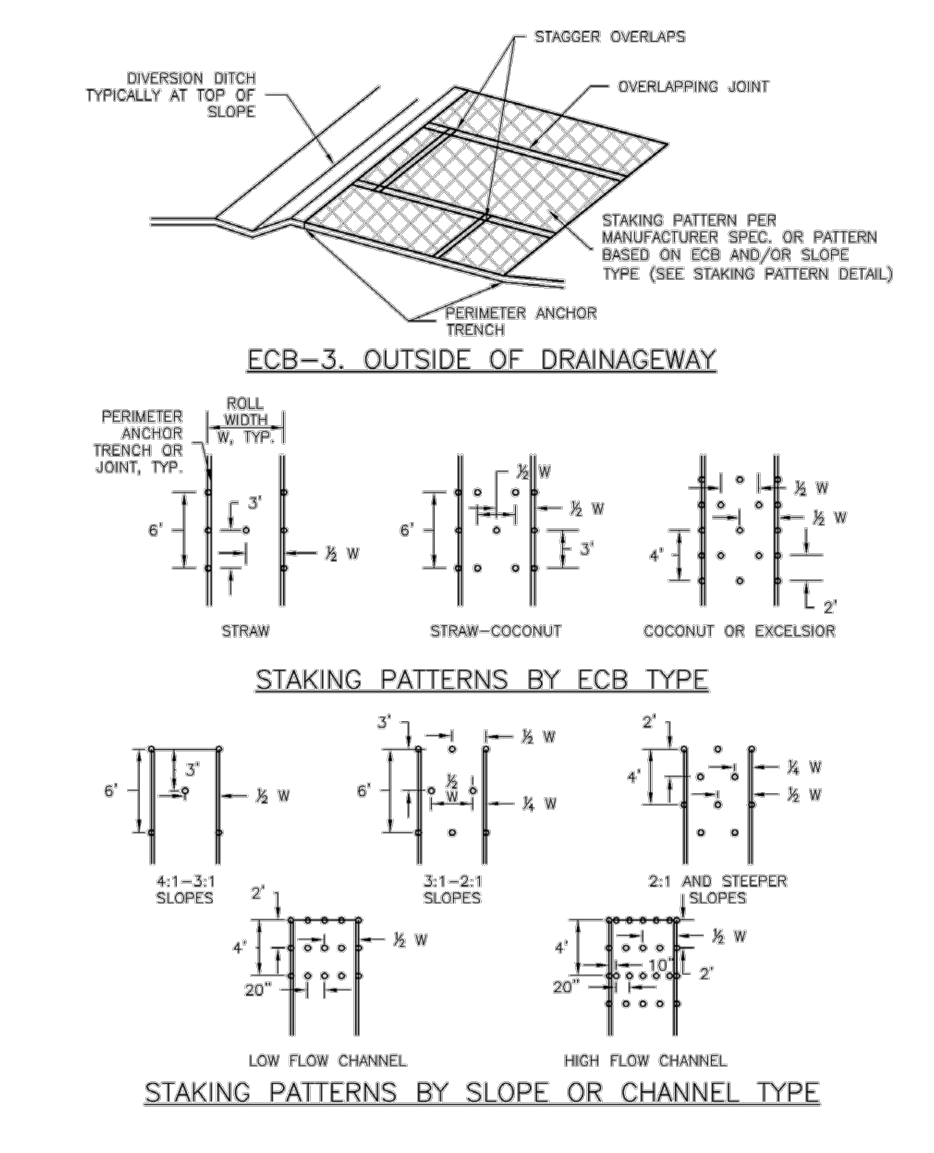 STAGGER OVERLAPS
DIVERSION DITCH
TYPICALLY AT TOP OF
SLOPE
OVERLAPPING JOINT
STAKING PATTERN PER
MANUFACTURER SPEC. OR PATTERN
BASED ON ECB AND/OR SLOPE
TYPE (SEE STAKING PATTERN DETAIL)
PERIMETER ANCHOR
TRENCH
ECB-3. OUTSIDE OF DRAINAGEWAY
PERIMETER
ANCHOR
TRENCH OR
JOINT, TYP.
ROLL
WIDTH
W, TYP.
3'
6'
½ W
STRAW
½ W
½ W
6'
3'
STRAW-COCONUT
½ W
½ W
4'
2'
COCONUT OR EXCELSIOR
STAKING PATTERNS BY ECB TYPE
3'
6'
½ W
4:1-3:1
SLOPES
3'
½ W
6'
½
W
¼ W
3:1-2:1
SLOPES
2'
4'
¼ W
½ W
2:1 AND STEEPER
SLOPES
2'
4'
½ W
20"
LOW FLOW CHANNEL
4'
½ W
10"
2'
20"
HIGH FLOW CHANNEL
STAKING PATTERNS BY SLOPE OR CHANNEL TYPE